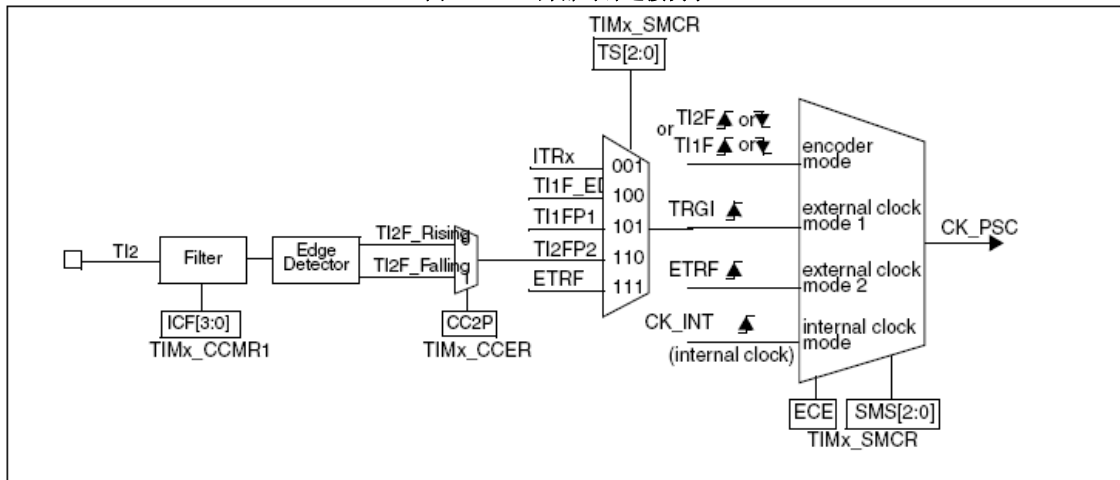 TIMx_SMCR
TS[2:0]
or TI2F or
TI1F or
encoder
mode
ITRx
001
TI1F_ED
100
TI1FP1
101
TRGI
external clock
mode 1
CK_PSC
TI2
Filter
Edge
Detector
TI2F_Rising
0
TI2F_Falling
1
TI2FP2
110
ETRF
111
ETRF
external clock
mode 2
CK_INT
(internal clock)
internal clock
mode
ICF[3:0]
TIMx_CCMR1
CC2P
TIMx_CCER
ECE
SMS[2:0]
TIMx_SMCR